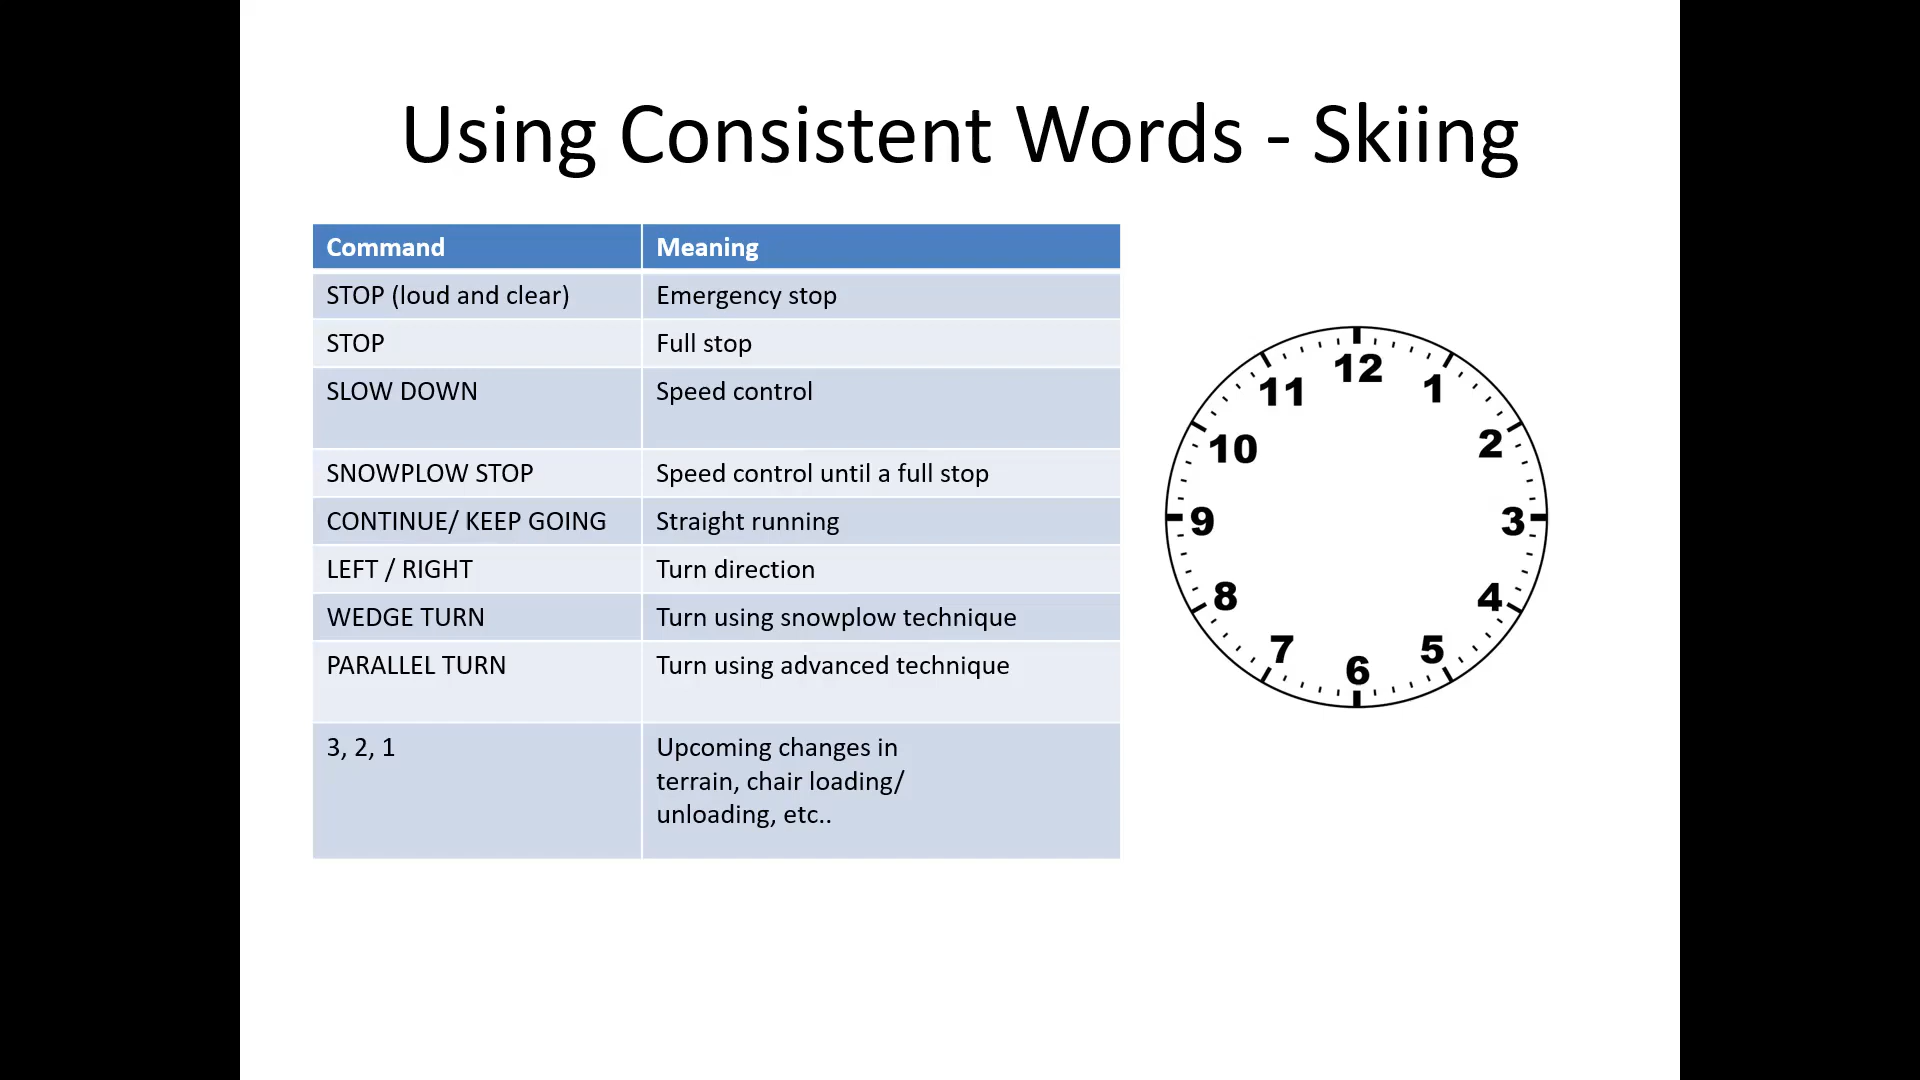 Using Consistent Words - Skiing
Command Meaning
STOP (loud and clear) Emergency stop
STOP Full stop
SLOW DOWN Speed control
SNOWPLOW STOP Speed control until a full stop
CONTINUE/ KEEP GOING Straight running
LEFT / RIGHT Turn direction
WEDGE TURN Turn using snowplow technique
PARALLEL TURN Turn using advanced technique
3, 2, 1 Upcoming changes in
terrain, chair loading/
unloading, etc..
12
11 1
10 2
9 3
8 4
7 5
6